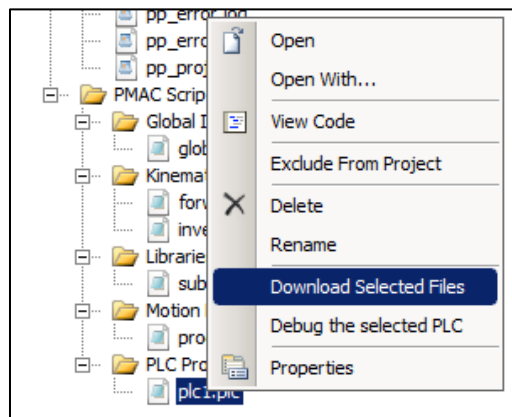 pp_error.log
Open
pp_erro
Open With...
pp_proj
PMAC Scrip
View Code
Global I
glob
Exclude From Project
Kinemat
Delete
forv
inve
Rename
Librarie
sub
Download Selected Files
Motion
prog
Debug the selected PLC
PLC Pro
Properties
plc1.plc